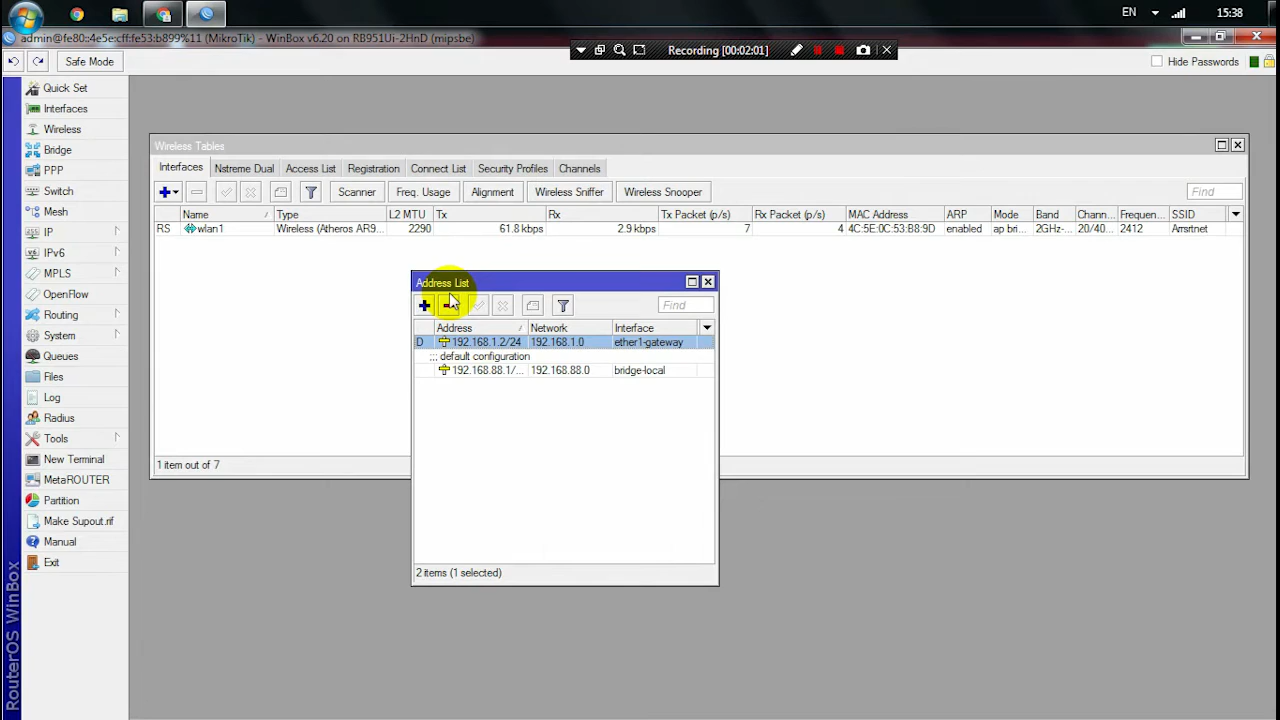 EN 15:38
admin@fe80::4e5e:cff:fe53:b899%11 (MikroTik) - WinBox v6.20 on RB951Ui-2HnD (mipsbe)
Recording [00:02:01]
Safe Mode
Hide Passwords
Quick Set
Interfaces
Wireless
Bridge
PPP
Switch
Mesh
IP
IPv6
MPLS
OpenFlow
Routing
System
Queues
Files
Log
Radius
Tools
New Terminal
MetaROUTER
Partition
Make Supout.rif
Manual
Exit
RouterOS WinBox
Wireless Tables
Interfaces Nstreme Dual Access List Registration Connect List Security Profiles Channels
Scanner Freq. Usage Alignment Wireless Sniffer Wireless Snooper Find
Name / Type L2 MTU Tx Rx Tx Packet (p/s) Rx Packet (p/s) MAC Address ARP Mode Band Chann... Frequen... SSID
RS wlan1 Wireless (Atheros AR9... 2290 61.8 kbps 2.9 kbps 7 4 4C:5E:0C:53:B8:9D enabled ap bri... 2GHz-... 20/40... 2412 Arrsrtnet
1 item out of 7
Address List
Find
Address / Network Interface
D 192.168.1.2/24 192.168.1.0 ether1-gateway
;;; default configuration
192.168.88.1/... 192.168.88.0 bridge-local
2 items (1 selected)